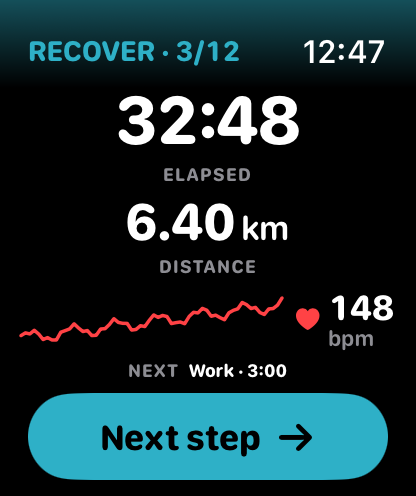 RECOVER · 3/12 12:47
32:48
ELAPSED
6.40 km
DISTANCE
148
bpm
NEXT Work · 3:00
Next step →